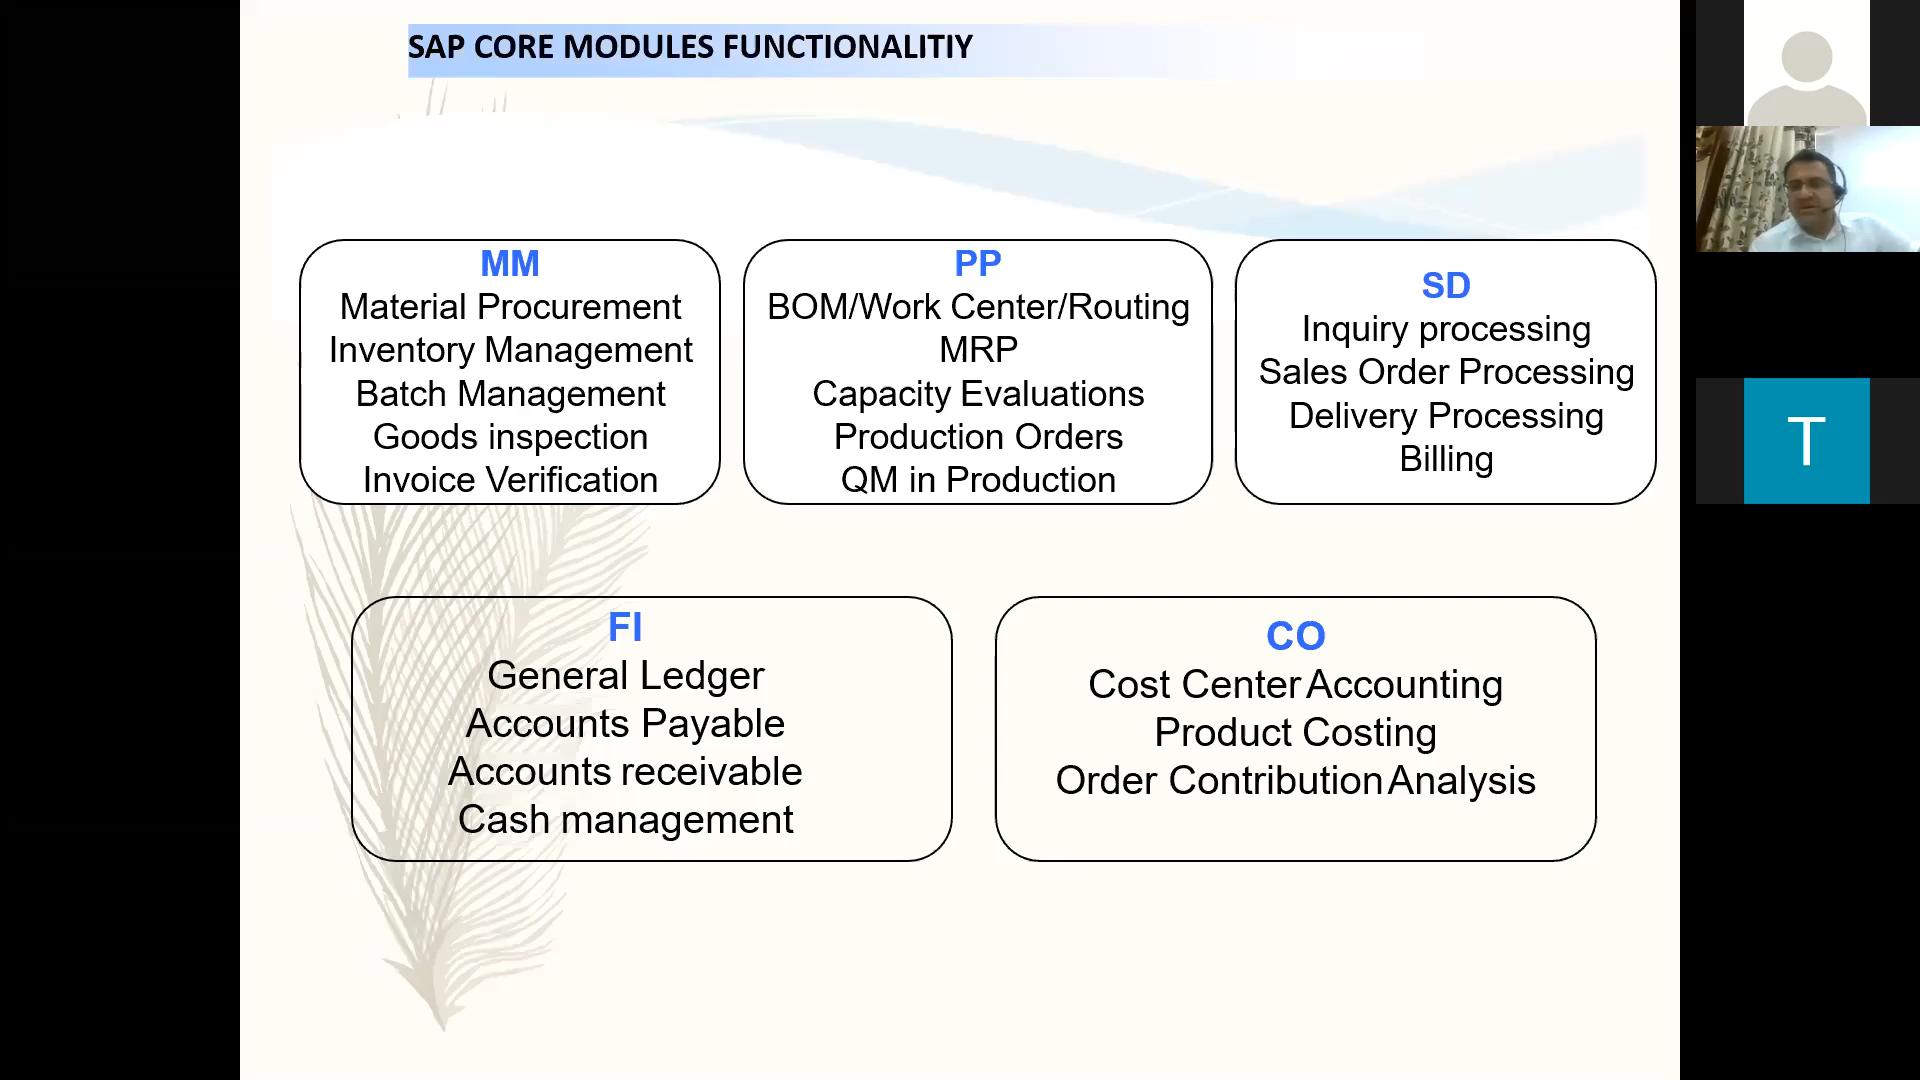 SAP CORE MODULES FUNCTIONALITIY
MM
Material Procurement
Inventory Management
Batch Management
Goods inspection
Invoice Verification
PP
BOM/Work Center/Routing
MRP
Capacity Evaluations
Production Orders
QM in Production
SD
Inquiry processing
Sales Order Processing
Delivery Processing
Billing
FI
General Ledger
Accounts Payable
Accounts receivable
Cash management
CO
Cost Center Accounting
Product Costing
Order Contribution Analysis
T